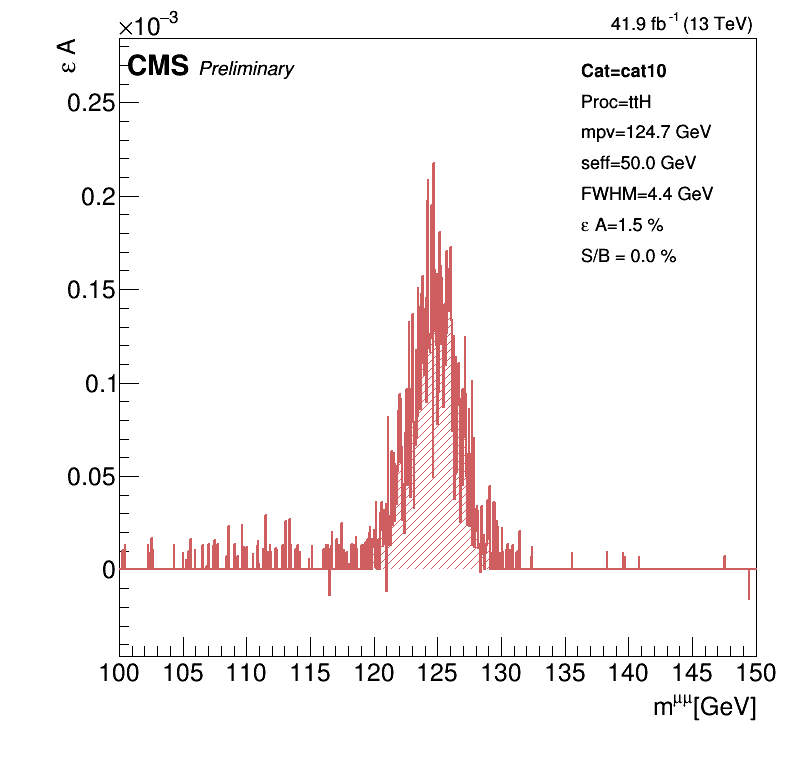 ×10⁻³
41.9 fb⁻¹ (13 TeV)
ε A
CMS Preliminary
Cat=cat10
Proc=ttH
mpv=124.7 GeV
seff=50.0 GeV
FWHM=4.4 GeV
ε A=1.5 %
S/B = 0.0 %
0.25
0.2
0.15
0.1
0.05
0
100 105 110 115 120 125 130 135 140 145 150
m^μμ[GeV]